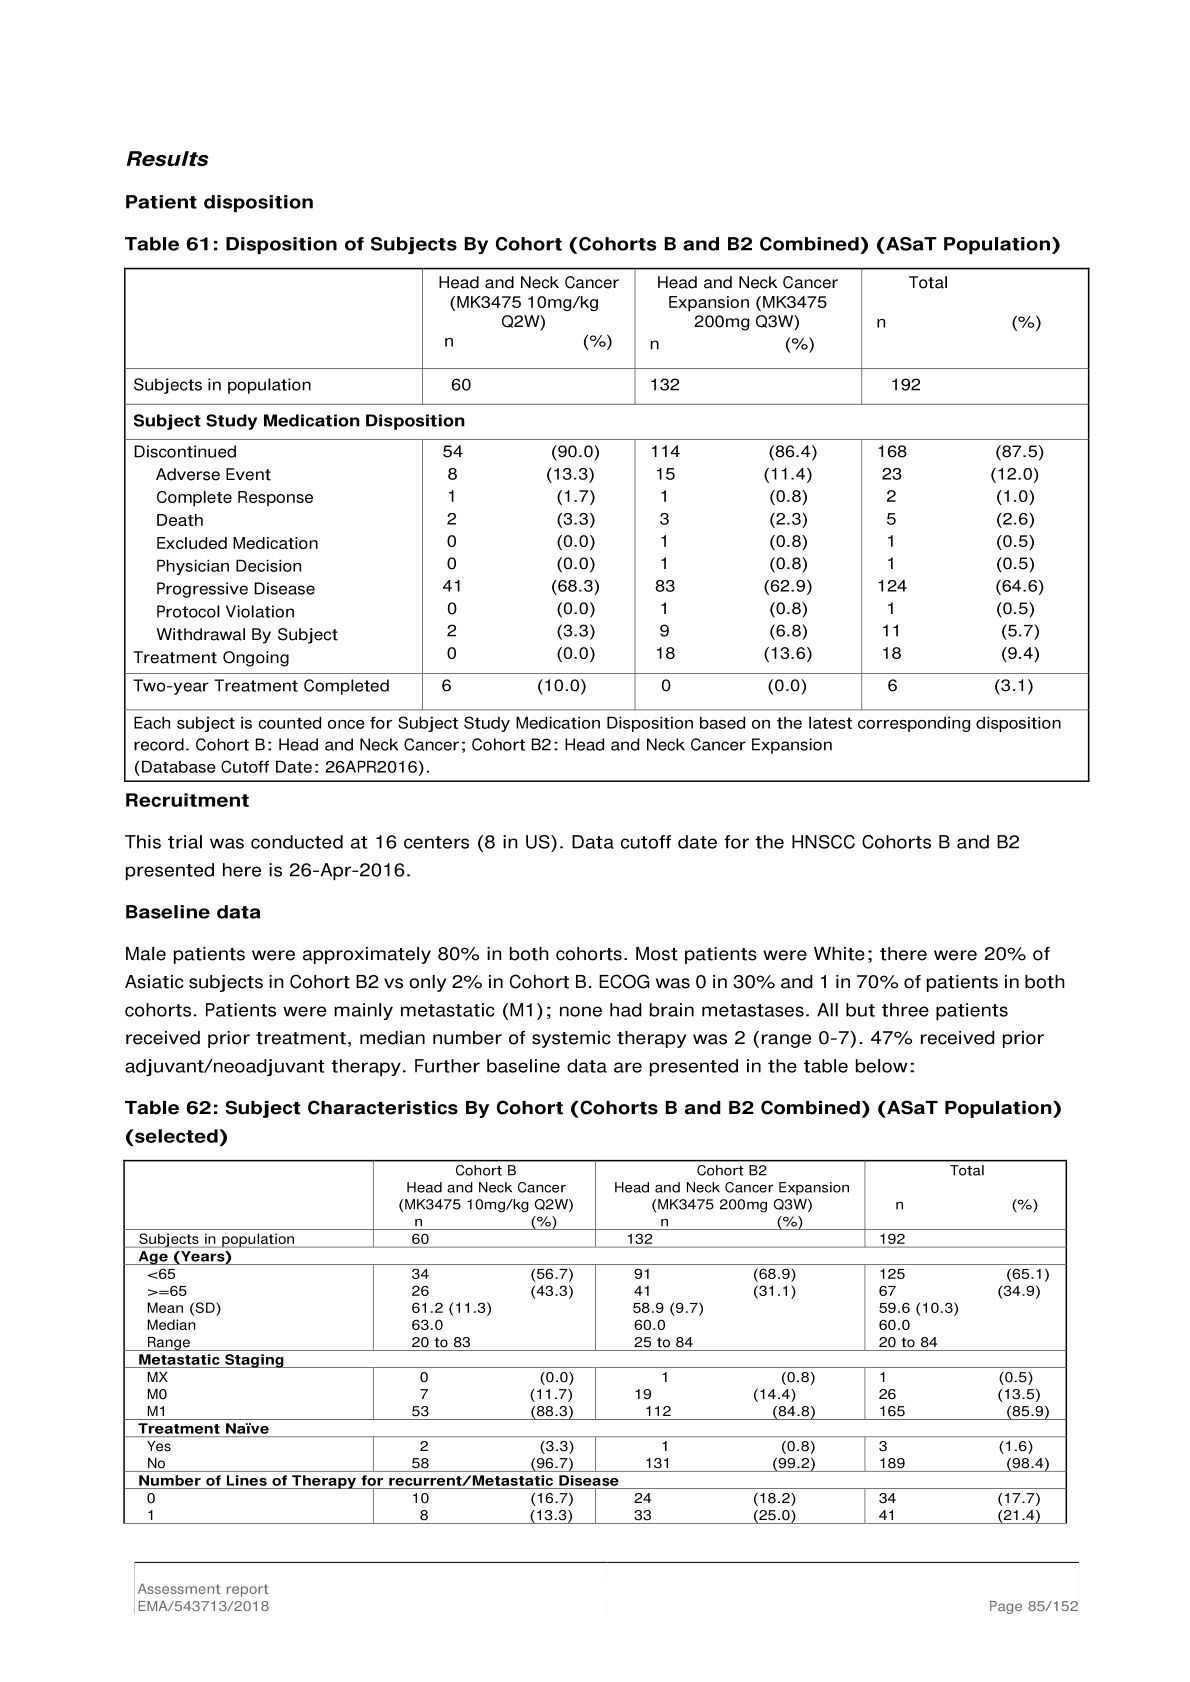 Results
Patient disposition
Table 61: Disposition of Subjects By Cohort (Cohorts B and B2 Combined) (ASaT Population)
Head and Neck Cancer (MK3475 10mg/kg Q2W) n (%) Head and Neck Cancer Expansion (MK3475 200mg Q3W) n (%) Total n (%)
Subjects in population 60 132 192
Subject Study Medication Disposition
Discontinued 54 (90.0) 114 (86.4) 168 (87.5)
Adverse Event 8 (13.3) 15 (11.4) 23 (12.0)
Complete Response 1 (1.7) 1 (0.8) 2 (1.0)
Death 2 (3.3) 3 (2.3) 5 (2.6)
Excluded Medication 0 (0.0) 1 (0.8) 1 (0.5)
Physician Decision 0 (0.0) 1 (0.8) 1 (0.5)
Progressive Disease 41 (68.3) 83 (62.9) 124 (64.6)
Protocol Violation 0 (0.0) 1 (0.8) 1 (0.5)
Withdrawal By Subject 2 (3.3) 9 (6.8) 11 (5.7)
Treatment Ongoing 0 (0.0) 18 (13.6) 18 (9.4)
Two-year Treatment Completed 6 (10.0) 0 (0.0) 6 (3.1)
Each subject is counted once for Subject Study Medication Disposition based on the latest corresponding disposition
record. Cohort B: Head and Neck Cancer; Cohort B2: Head and Neck Cancer Expansion
(Database Cutoff Date: 26APR2016).
Recruitment
This trial was conducted at 16 centers (8 in US). Data cutoff date for the HNSCC Cohorts B and B2
presented here is 26-Apr-2016.
Baseline data
Male patients were approximately 80% in both cohorts. Most patients were White; there were 20% of
Asiatic subjects in Cohort B2 vs only 2% in Cohort B. ECOG was 0 in 30% and 1 in 70% of patients in both
cohorts. Patients were mainly metastatic (M1); none had brain metastases. All but three patients
received prior treatment, median number of systemic therapy was 2 (range 0-7). 47% received prior
adjuvant/neoadjuvant therapy. Further baseline data are presented in the table below:
Table 62: Subject Characteristics By Cohort (Cohorts B and B2 Combined) (ASaT Population)
(selected)
Cohort B Cohort B2 Total
Head and Neck Cancer Head and Neck Cancer Expansion
(MK3475 10mg/kg Q2W) (MK3475 200mg Q3W) n (%)
n (%) n (%)
Subjects in population 60 132 192
Age (Years)
<65 34 (56.7) 91 (68.9) 125 (65.1)
>=65 26 (43.3) 41 (31.1) 67 (34.9)
Mean (SD) 61.2 (11.3) 58.9 (9.7) 59.6 (10.3)
Median 63.0 60.0 60.0
Range 20 to 83 25 to 84 20 to 84
Metastatic Staging
MX 0 (0.0) 1 (0.8) 1 (0.5)
M0 7 (11.7) 19 (14.4) 26 (13.5)
M1 53 (88.3) 112 (84.8) 165 (85.9)
Treatment Naïve
Yes 2 (3.3) 1 (0.8) 3 (1.6)
No 58 (96.7) 131 (99.2) 189 (98.4)
Number of Lines of Therapy for recurrent/Metastatic Disease
0 10 (16.7) 24 (18.2) 34 (17.7)
1 8 (13.3) 33 (25.0) 41 (21.4)
Assessment report
EMA/543713/2018 Page 85/152